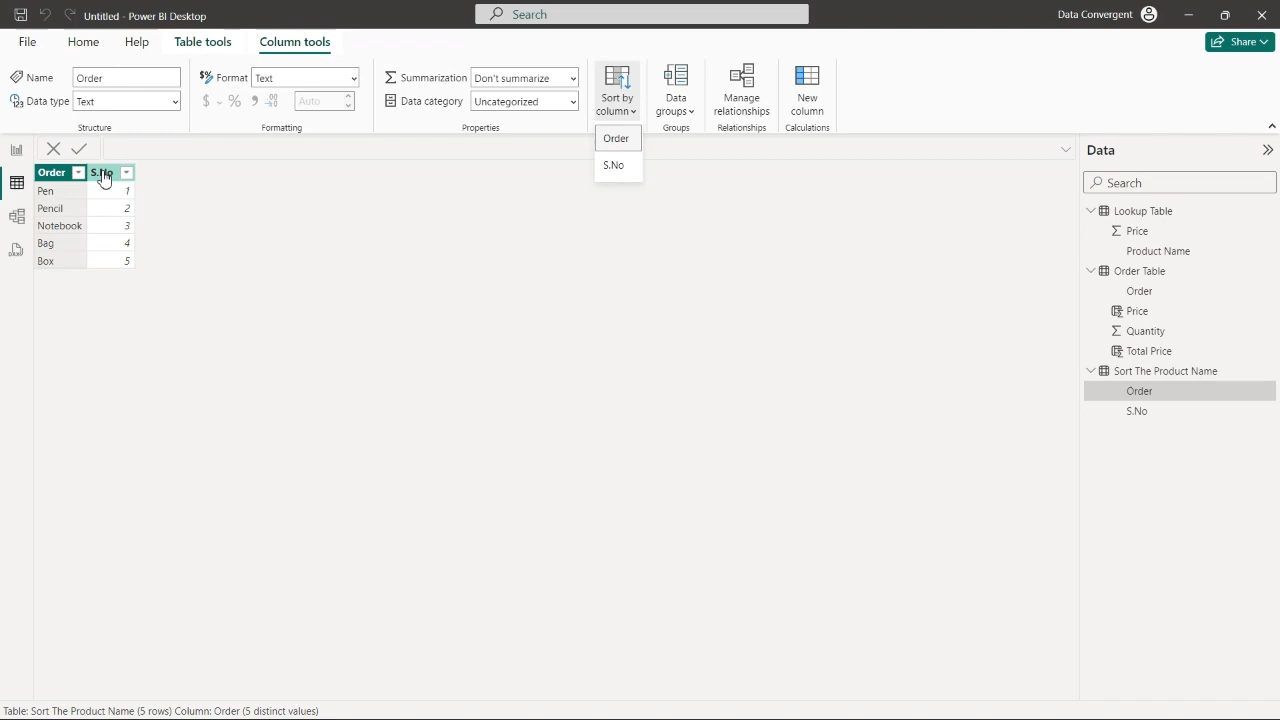 Untitled - Power BI Desktop
Search
Data Convergent
File
Home
Help
Table tools
Column tools
Share
Name
Order
Format
Text
Summarization
Don't summarize
Sort by
column
Data
groups
Manage
relationships
New
column
Data type
Text
$
%
Auto
Data category
Uncategorized
Structure
Formatting
Properties
Groups
Relationships
Calculations
Order
S.No
Data
Search
Order
S.No
Pen 1
Pencil 2
Notebook 3
Bag 4
Box 5
Lookup Table
Price
Product Name
Order Table
Order
Price
Quantity
Total Price
Sort The Product Name
Order
S.No
Table: Sort The Product Name (5 rows) Column: Order (5 distinct values)